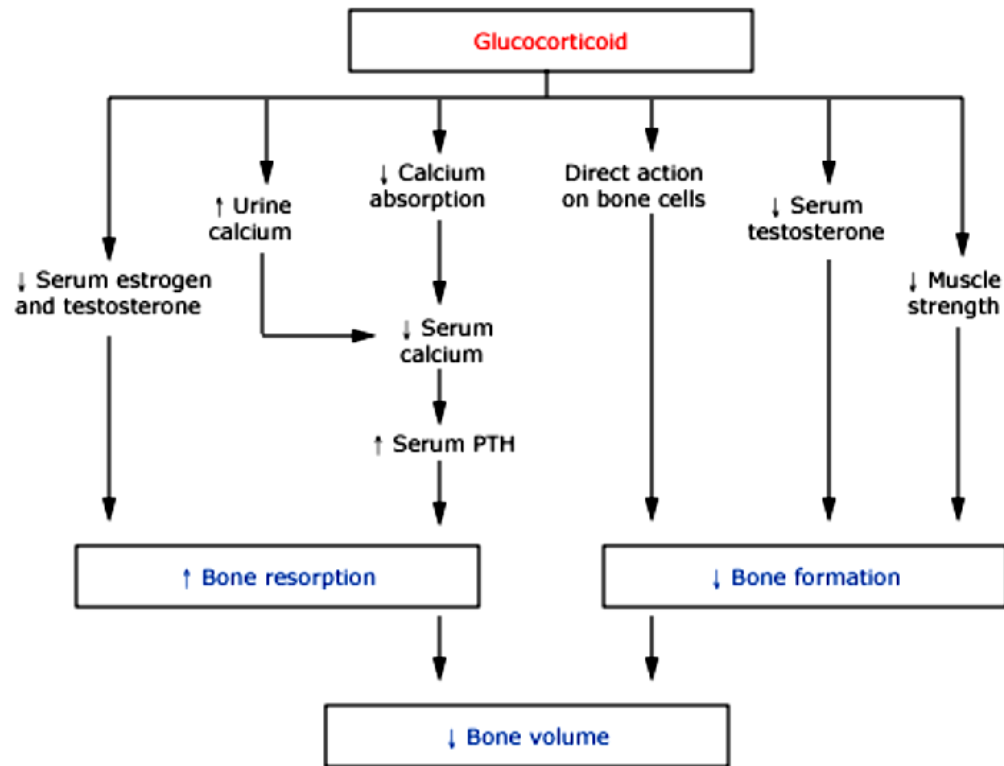 Glucocorticoid
↓ Calcium
absorption
Direct action
on bone cells
↑ Urine
calcium
↓ Serum
testosterone
↓ Serum estrogen
and testosterone
↓ Muscle
strength
↓ Serum
calcium
↑ Serum PTH
↑ Bone resorption
↓ Bone formation
↓ Bone volume